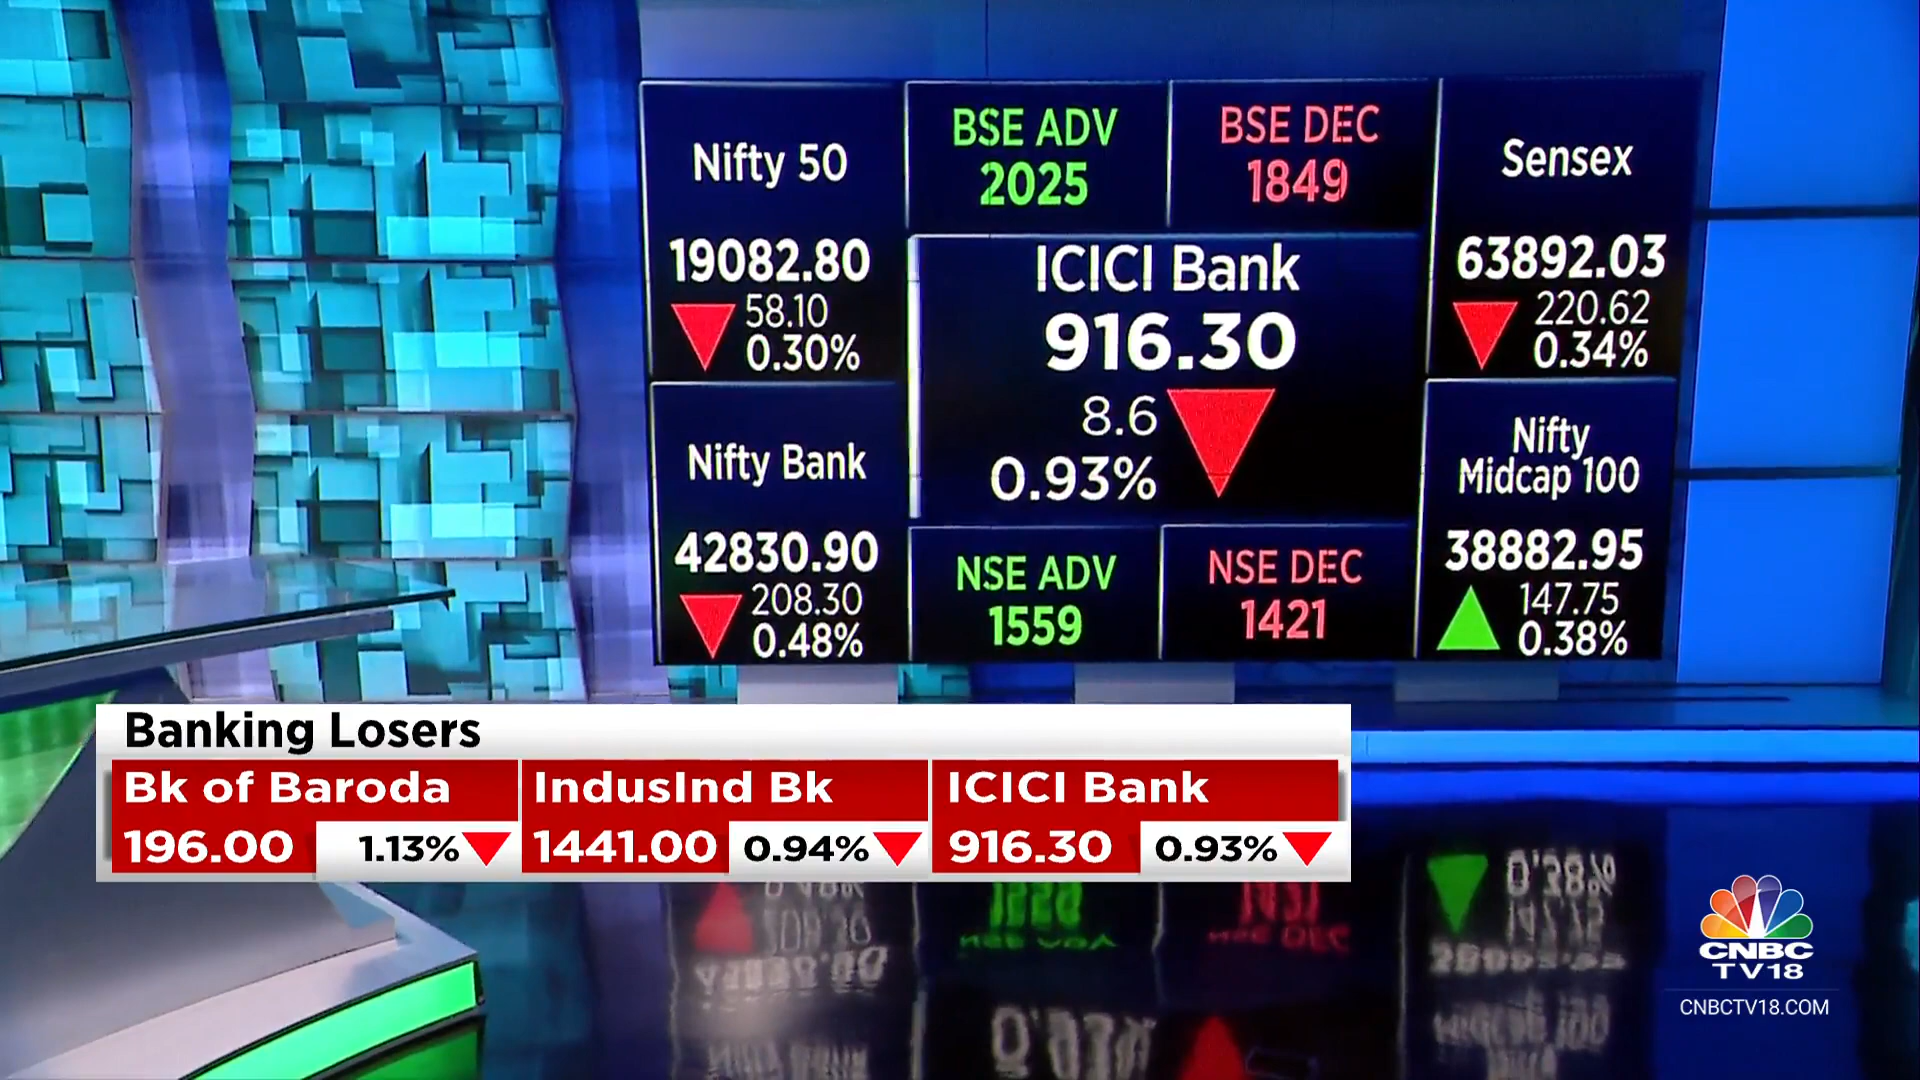 Nifty 50
19082.80
58.10
0.30%
BSE ADV
2025
BSE DEC
1849
Sensex
63892.03
220.62
0.34%
ICICI Bank
916.30
8.6
0.93%
Nifty Bank
42830.90
208.30
0.48%
NSE ADV
1559
NSE DEC
1421
Nifty
Midcap 100
38882.95
147.75
0.38%
Banking Losers
Bk of Baroda
196.00 1.13%
IndusInd Bk
1441.00 0.94%
ICICI Bank
916.30 0.93%
CNBC
TV18
CNBCTV18.COM